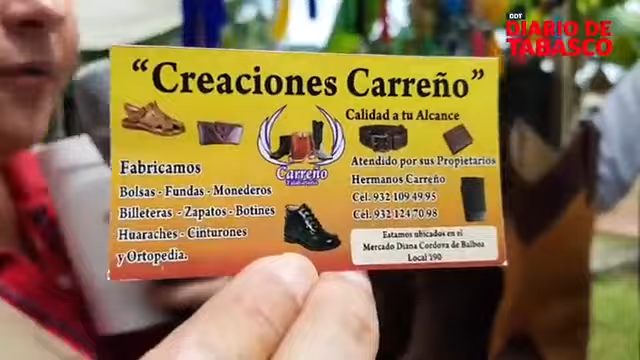 DDT
DIARIO DE
TABASCO
"Creaciones Carreño"
Calidad a tu Alcance
Carreño
Fabricamos
Bolsas - Fundas - Monederos
Billeteras - Zapatos - Botines
Huaraches - Cinturones
y Ortopedia.
Atendido por sus Propietarios
Hermanos Carreño
Cel. 932 109 49 95
Cel. 932 124 70 98
Estamos ubicados en el
Mercado Diana Cordova de Balboa
Local 190